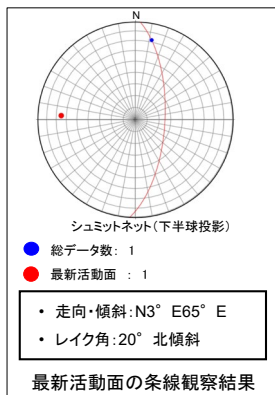 N
シュミットネット(下半球投影)
総データ数: 1
最新活動面 : 1
• 走向・傾斜:N3° E65° E
• レイク角:20° 北傾斜
最新活動面の条線観察結果